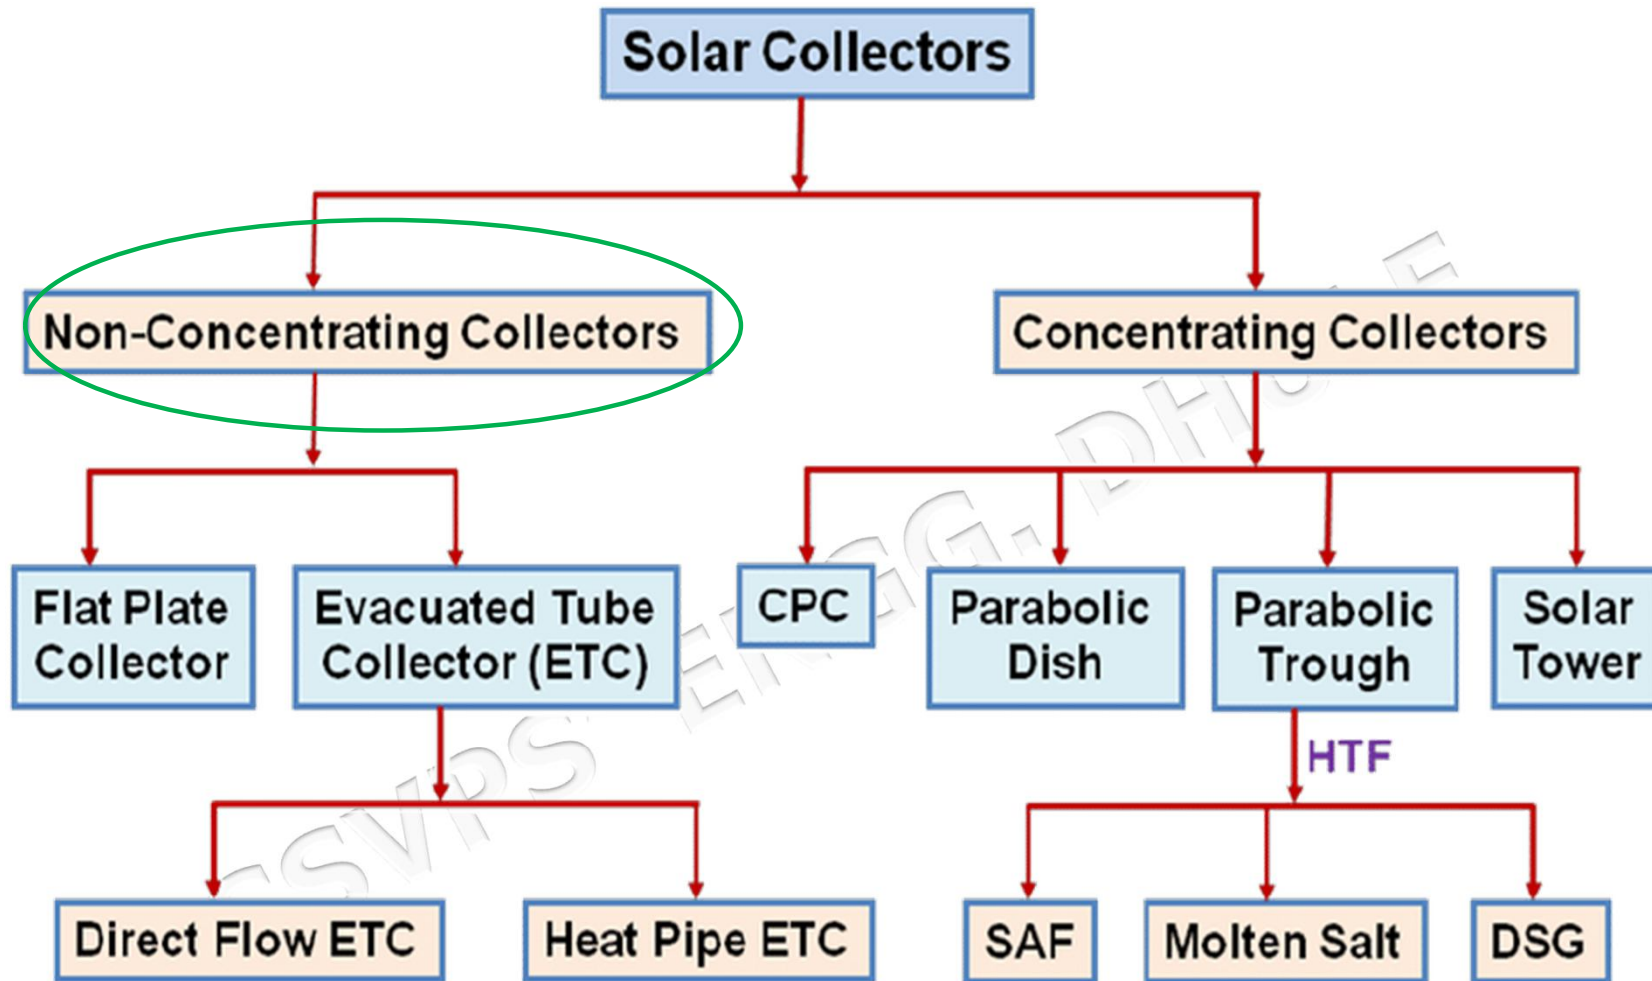 Solar Collectors
Non-Concentrating Collectors
Concentrating Collectors
Flat Plate
Collector
Evacuated Tube
Collector (ETC)
CPC
Parabolic
Dish
Parabolic
Trough
Solar
Tower
HTF
Direct Flow ETC
Heat Pipe ETC
SAF
Molten Salt
DSG